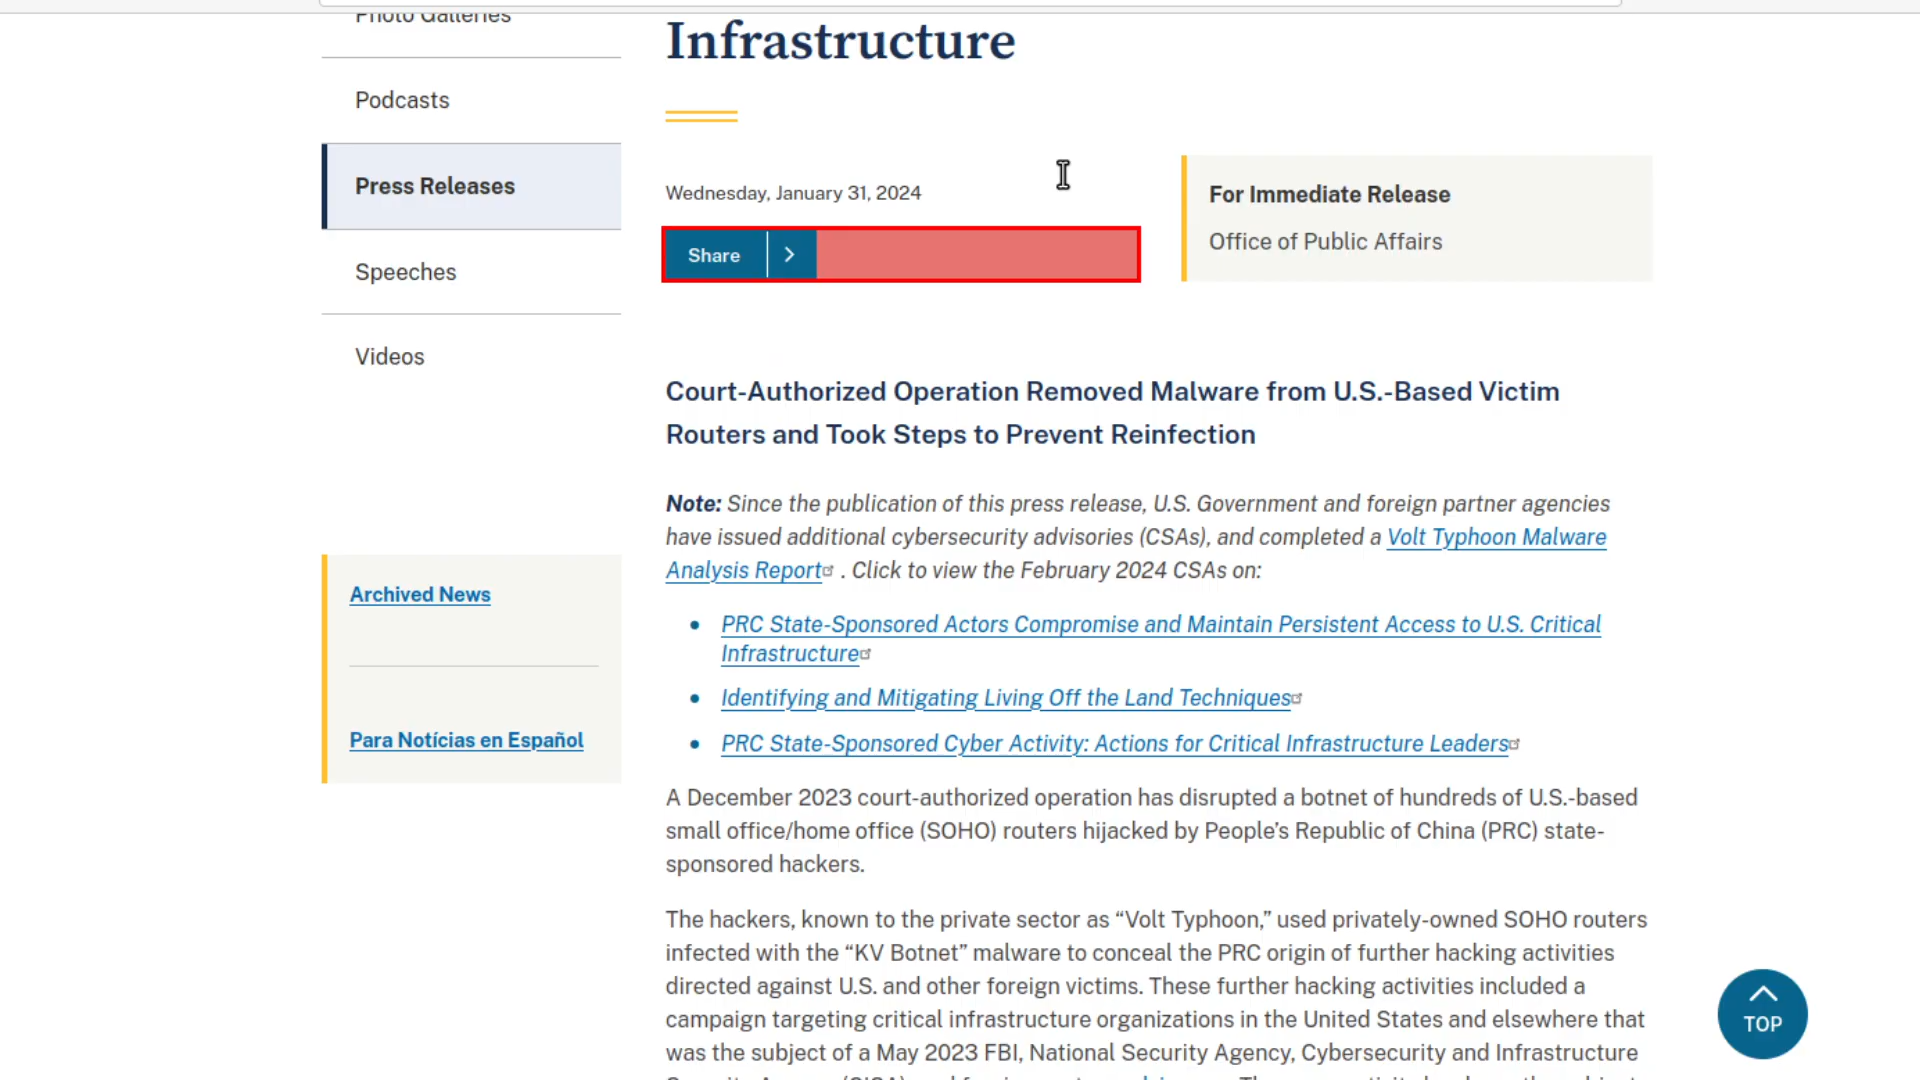 Photo Galleries
Podcasts
Press Releases
Speeches
Videos
Archived News
Para Notícias en Español
Infrastructure
Wednesday, January 31, 2024
Share
For Immediate Release
Office of Public Affairs
Court-Authorized Operation Removed Malware from U.S.-Based Victim
Routers and Took Steps to Prevent Reinfection
Note: Since the publication of this press release, U.S. Government and foreign partner agencies
have issued additional cybersecurity advisories (CSAs), and completed a Volt Typhoon Malware
Analysis Report . Click to view the February 2024 CSAs on:
• PRC State-Sponsored Actors Compromise and Maintain Persistent Access to U.S. Critical
Infrastructure
• Identifying and Mitigating Living Off the Land Techniques
• PRC State-Sponsored Cyber Activity: Actions for Critical Infrastructure Leaders
A December 2023 court-authorized operation has disrupted a botnet of hundreds of U.S.-based
small office/home office (SOHO) routers hijacked by People’s Republic of China (PRC) state-
sponsored hackers.
The hackers, known to the private sector as “Volt Typhoon,” used privately-owned SOHO routers
infected with the “KV Botnet” malware to conceal the PRC origin of further hacking activities
directed against U.S. and other foreign victims. These further hacking activities included a
campaign targeting critical infrastructure organizations in the United States and elsewhere that
was the subject of a May 2023 FBI, National Security Agency, Cybersecurity and Infrastructure
TOP